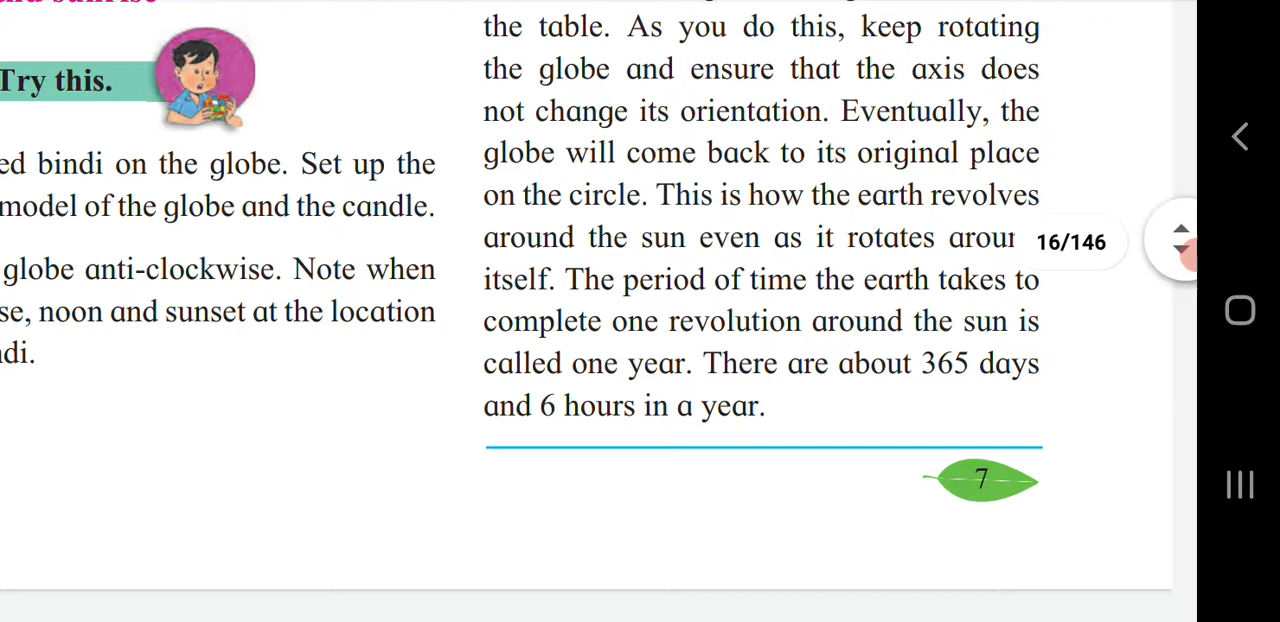 Try this.
bindi on the globe. Set up the
model of the globe and the candle.
globe anti-clockwise. Note when
noon and sunset at the location
the table. As you do this, keep rotating
the globe and ensure that the axis does
not change its orientation. Eventually, the
globe will come back to its original place
on the circle. This is how the earth revolves
around the sun even as it rotates
itself. The period of time the earth takes to
complete one revolution around the sun is
called one year. There are about 365 days
and 6 hours in a year.
7
16/146